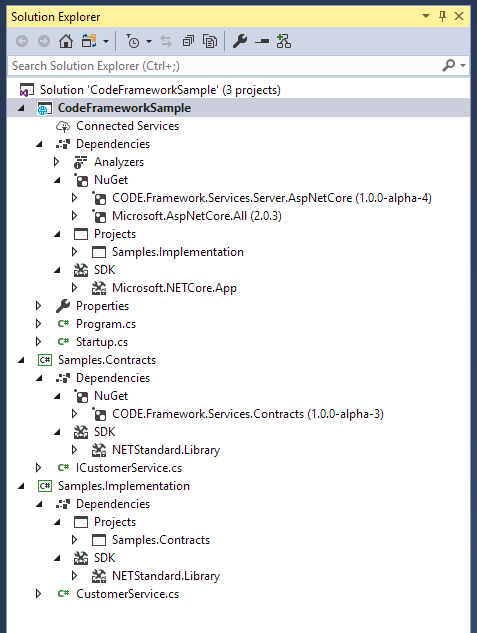 Solution Explorer
Search Solution Explorer (Ctrl+;)
Solution 'CodeFrameworkSample' (3 projects)
CodeFrameworkSample
Connected Services
Dependencies
Analyzers
NuGet
CODE.Framework.Services.Server.AspNetCore (1.0.0-alpha-4)
Microsoft.AspNetCore.All (2.0.3)
Projects
Samples.Implementation
SDK
Microsoft.NETCore.App
Properties
C# Program.cs
C# Startup.cs
C# Samples.Contracts
Dependencies
NuGet
CODE.Framework.Services.Contracts (1.0.0-alpha-3)
SDK
NETStandard.Library
C# ICustomerService.cs
C# Samples.Implementation
Dependencies
Projects
Samples.Contracts
SDK
NETStandard.Library
C# CustomerService.cs